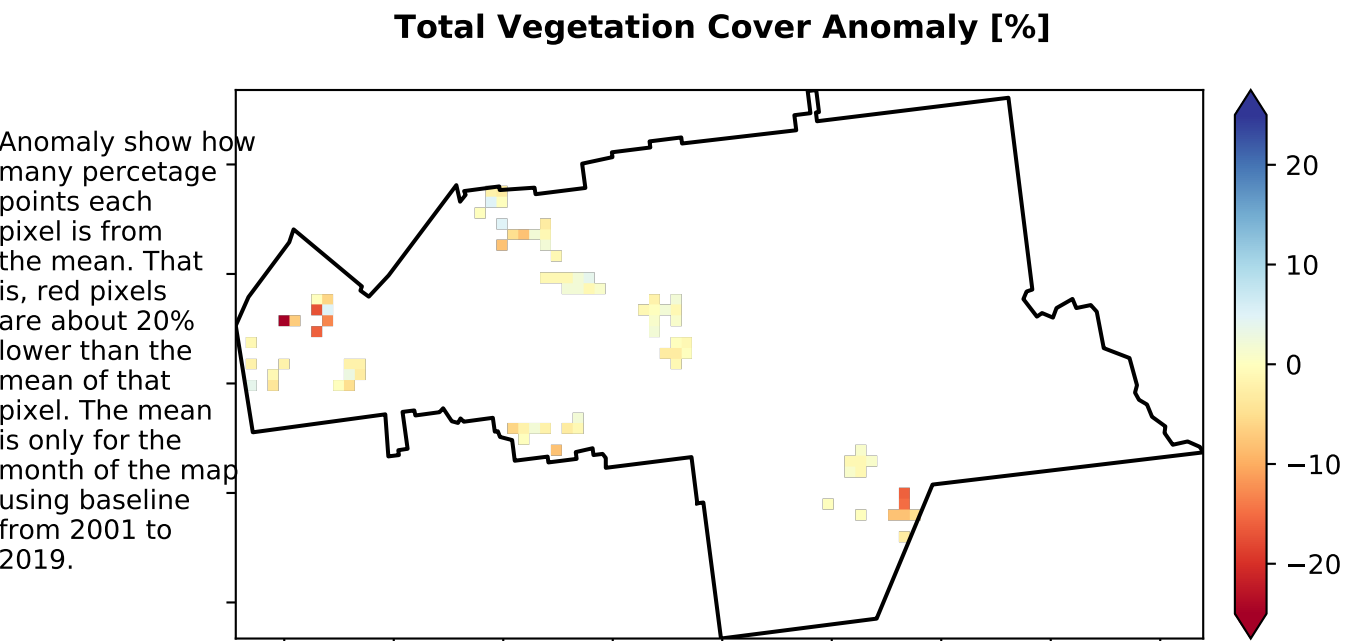 Total Vegetation Cover Anomaly [%]
Anomaly show how
many percetage
points each
pixel is from
the mean. That
is, red pixels
are about 20%
lower than the
mean of that
pixel. The mean
is only for the
month of the map
using baseline
from 2001 to
2019.
20
10
0
−10
−20